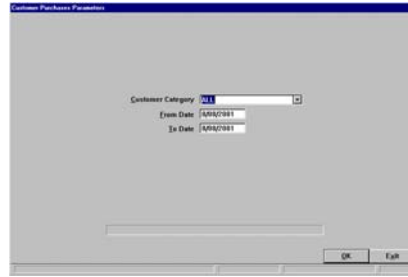 Customer Purchases Parameters
Customer Category ALL
From Date 8/08/2001
To Date 8/08/2001
OK Exit